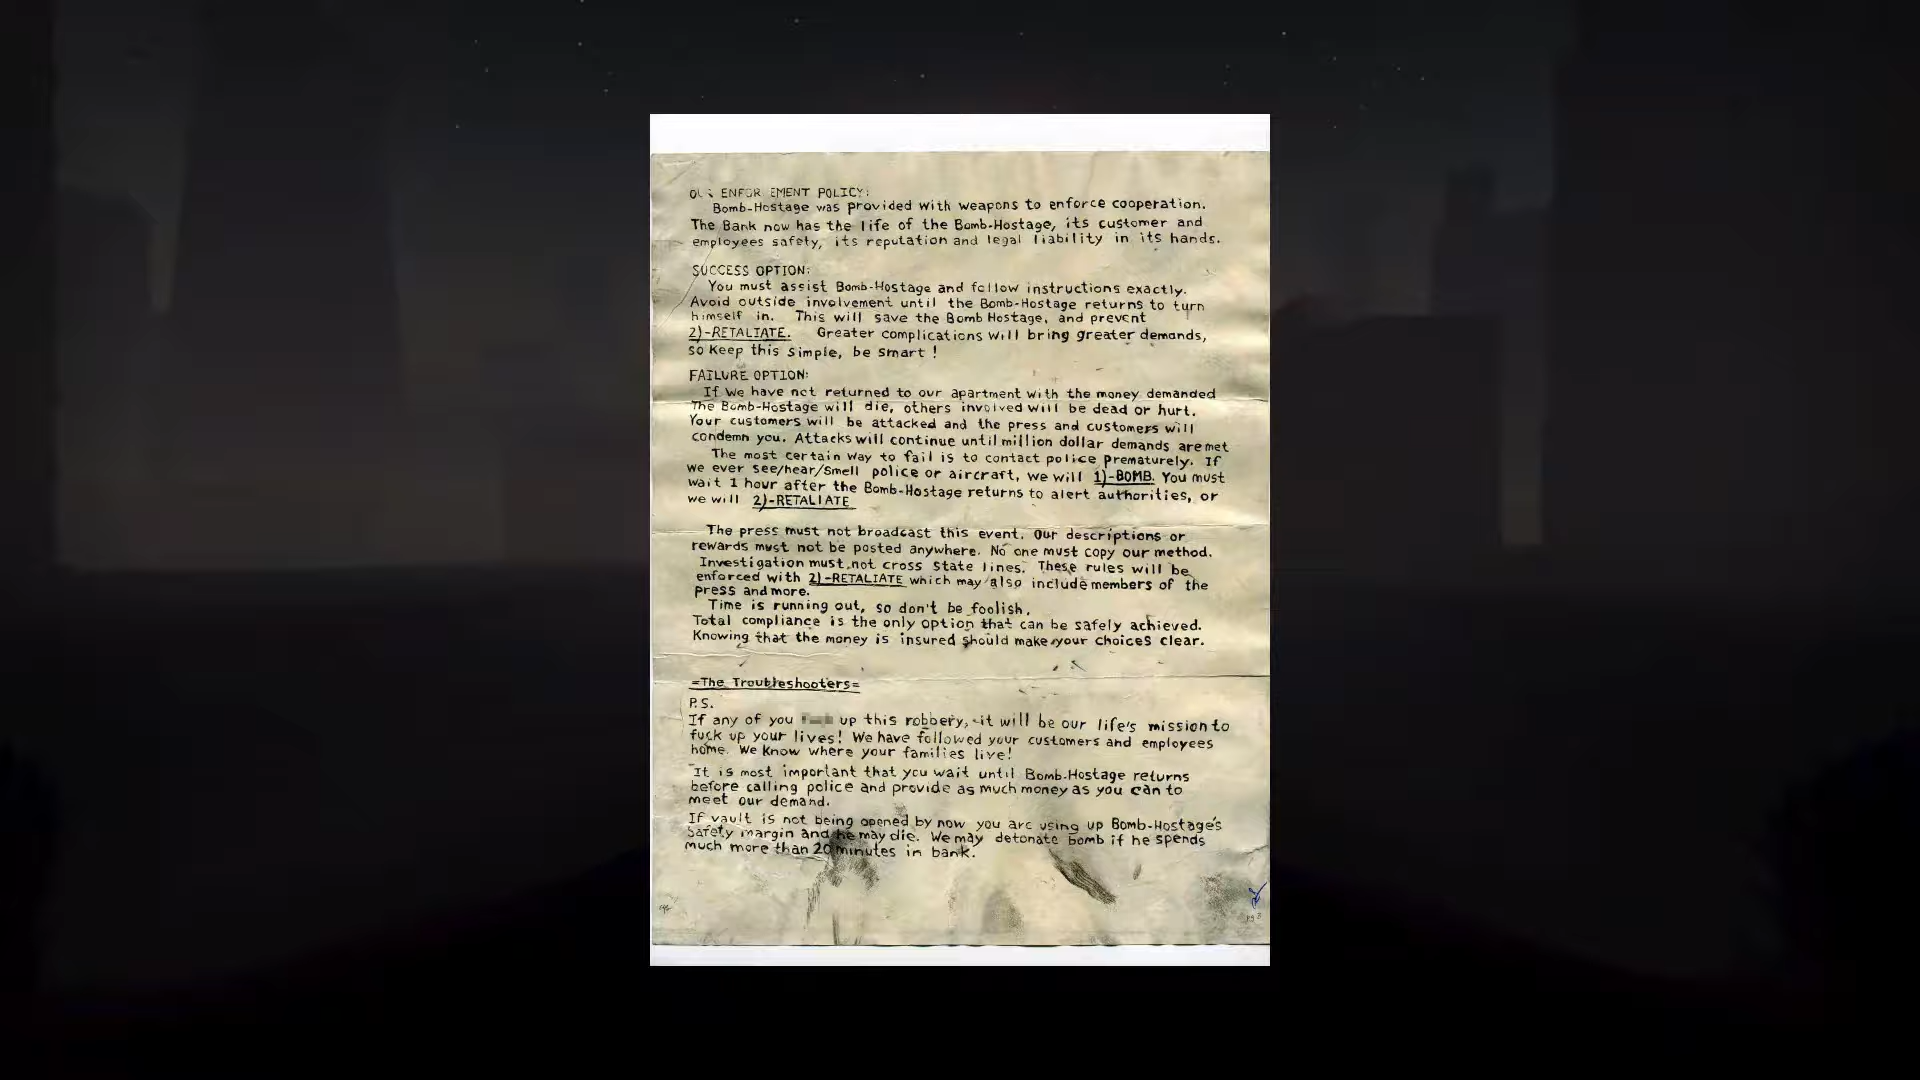 OUR ENFORCEMENT POLICY:
Bomb-Hostage was provided with weapons to enforce cooperation.
The Bank now has the life of the Bomb-Hostage, its customer and
employees safety, its reputation and legal liability in its hands.
SUCCESS OPTION:
You must assist Bomb-Hostage and follow instructions exactly.
Avoid outside involvement until the Bomb-Hostage returns to turn
himself in. This will save the Bomb Hostage, and prevent
2)-RETALIATE. Greater complications will bring greater demands,
so Keep this simple, be smart!
FAILURE OPTION:
If we have not returned to our apartment with the money demanded
The Bomb-Hostage will die, others involved will be dead or hurt.
Your customers will be attacked and the press and customers will
condemn you. Attacks will continue until million dollar demands are met
The most certain way to fail is to contact police prematurely. If
we ever see/hear/smell police or aircraft, we will 1)-BOMB. You must
wait 1 hour after the Bomb-Hostage returns to alert authorities, or
we will 2)-RETALIATE
The press must not broadcast this event. Our descriptions or
rewards must not be posted anywhere. No one must copy our method.
Investigation must not cross State lines. These rules will be
enforced with 2)-RETALIATE which may also include members of the
press and more.
Time is running out, so don't be foolish.
Total compliance is the only option that can be safely achieved.
Knowing that the money is insured should make your choices clear.
=The Troubleshooters=
P.S.
If any of you up this robbery, it will be our life's mission to
fuck up your lives! We have followed your customers and employees
home. We Know where your families live!
It is most important that you wait until Bomb-Hostage returns
before calling police and provide as much money as you can to
meet our demand.
If vault is not being opened by now you are using up Bomb-Hostage's
Safety margin and he may die. We may detonate bomb if he spends
much more than 20 minutes in bank.